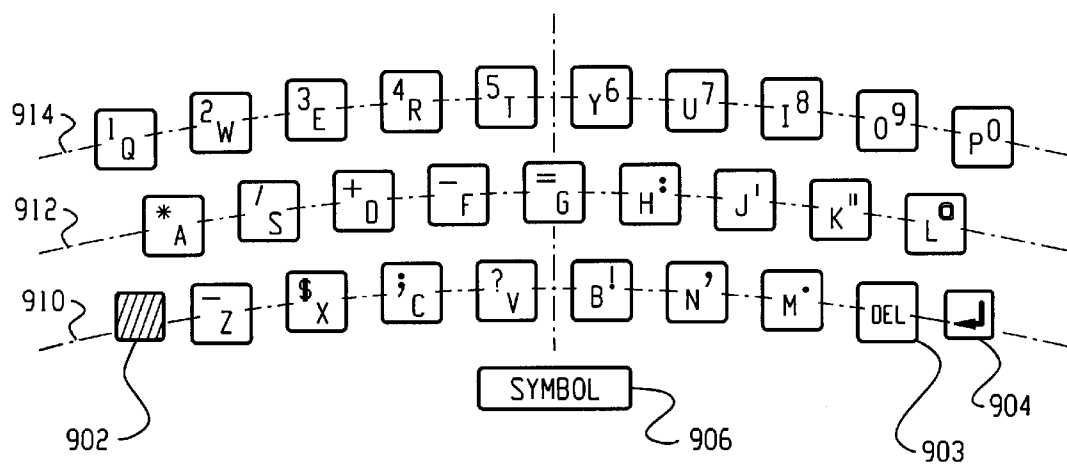 914 1Q 2W 3E 4R 5T Y6 U7 I8 O9 P0
912 *A /S +D -F =G H: J' K" L@
910 -Z $X ;C ?V B! N, M. DEL
SYMBOL
902 906 903 904